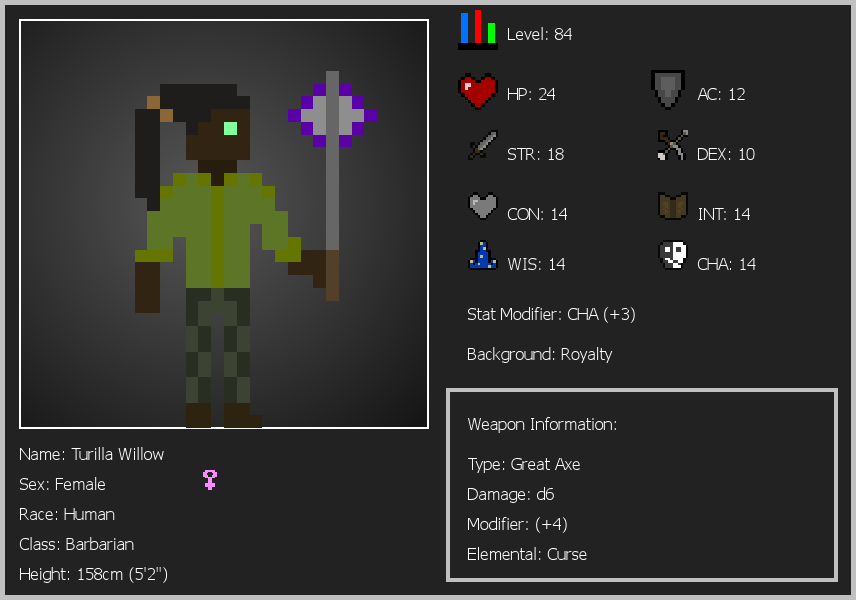 Level: 84
HP: 24
AC: 12
STR: 18
DEX: 10
CON: 14
INT: 14
WIS: 14
CHA: 14
Stat Modifier: CHA (+3)
Background: Royalty
Weapon Information:
Type: Great Axe
Damage: d6
Modifier: (+4)
Elemental: Curse
Name: Turilla Willow
Sex: Female
Race: Human
Class: Barbarian
Height: 158cm (5'2")